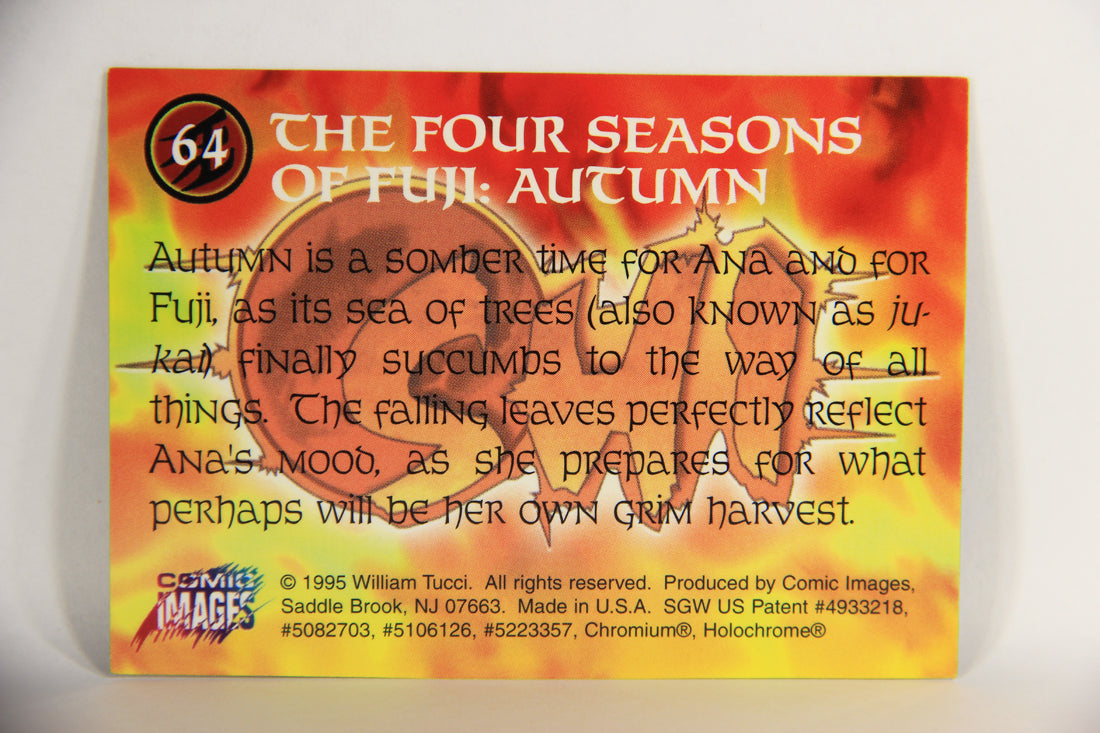 64
THE FOUR SEASONS
OF FUJI: AUTUMN
Autumn is a somber time for Ana and for
Fuji, as its sea of trees (also known as ju-
kai) finally succumbs to the way of all
things. The falling leaves perfectly reflect
Ana's mood, as she prepares for what
perhaps will be her own grim harvest.
COMIC
IMAGES
© 1995 William Tucci. All rights reserved. Produced by Comic Images,
Saddle Brook, NJ 07663. Made in U.S.A. SGW US Patent #4933218,
#5082703, #5106126, #5223357, Chromium®, Holochrome®